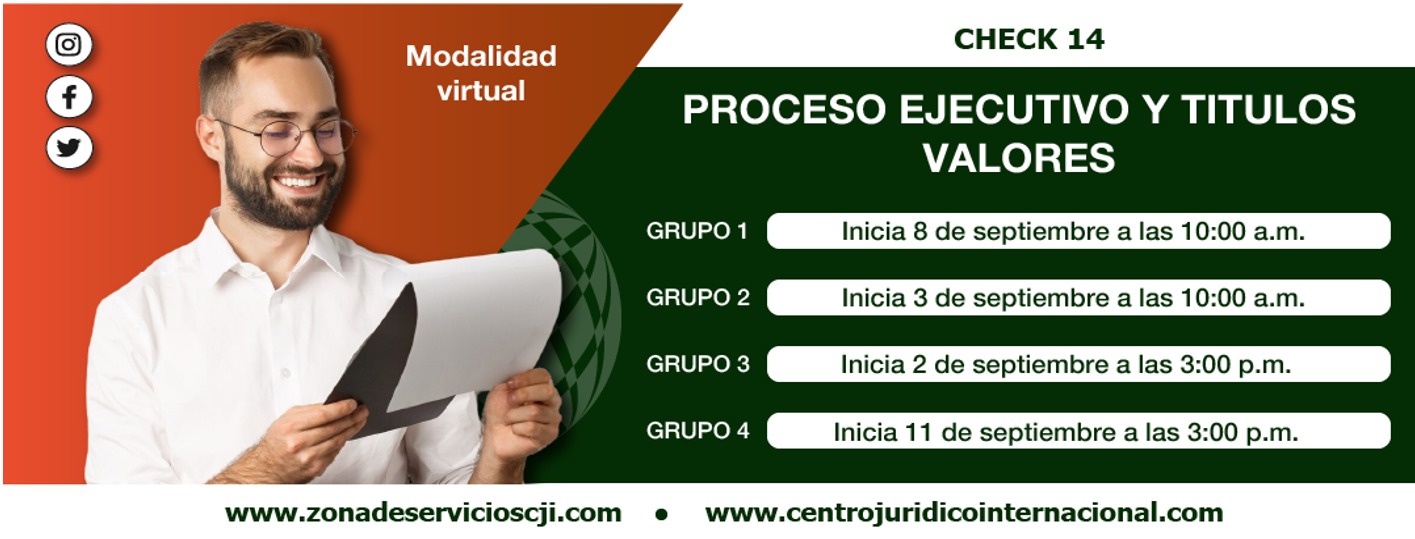 Modalidad
virtual
CHECK 14
PROCESO EJECUTIVO Y TITULOS
VALORES
GRUPO 1 Inicia 8 de septiembre a las 10:00 a.m.
GRUPO 2 Inicia 3 de septiembre a las 10:00 a.m.
GRUPO 3 Inicia 2 de septiembre a las 3:00 p.m.
GRUPO 4 Inicia 11 de septiembre a las 3:00 p.m.
www.zonadeservicioscji.com • www.centrojuridicointernacional.com